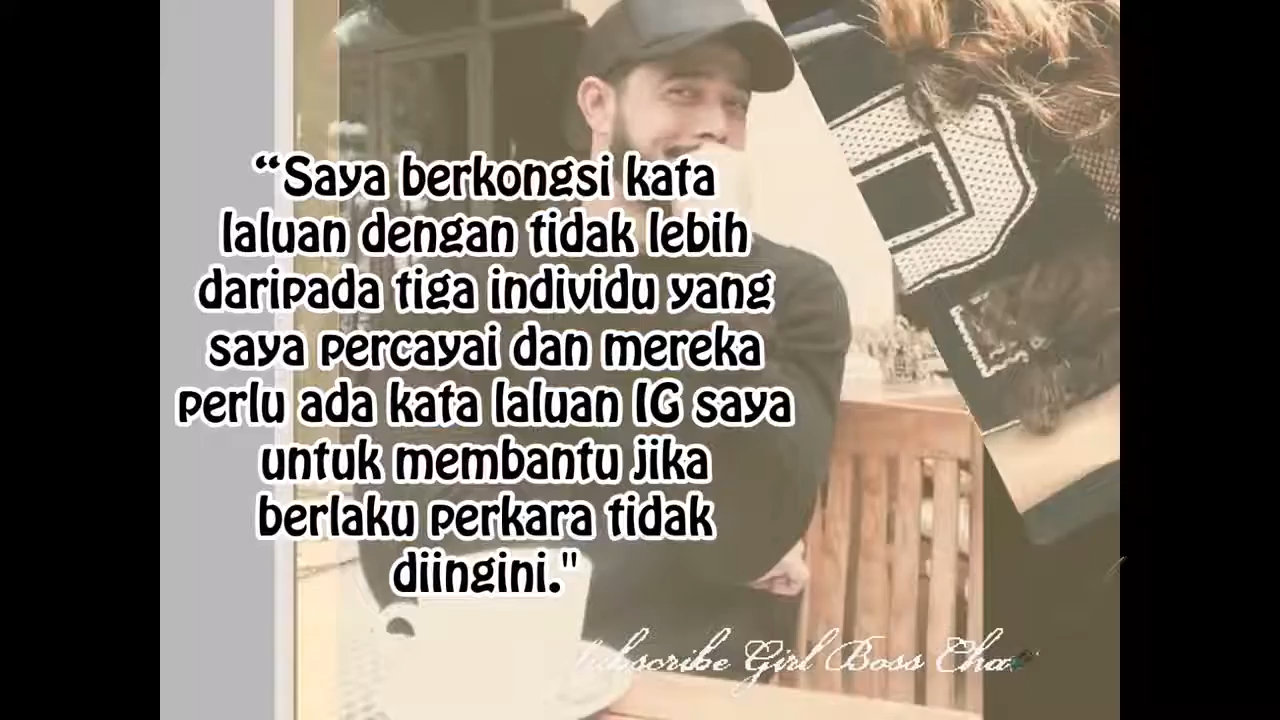 “Saya berkongsi kata
laluan dengan tidak lebih
daripada tiga individu yang
saya percayai dan mereka
perlu ada kata laluan IG saya
untuk membantu jika
berlaku perkara tidak
diingini."
Girl Boss